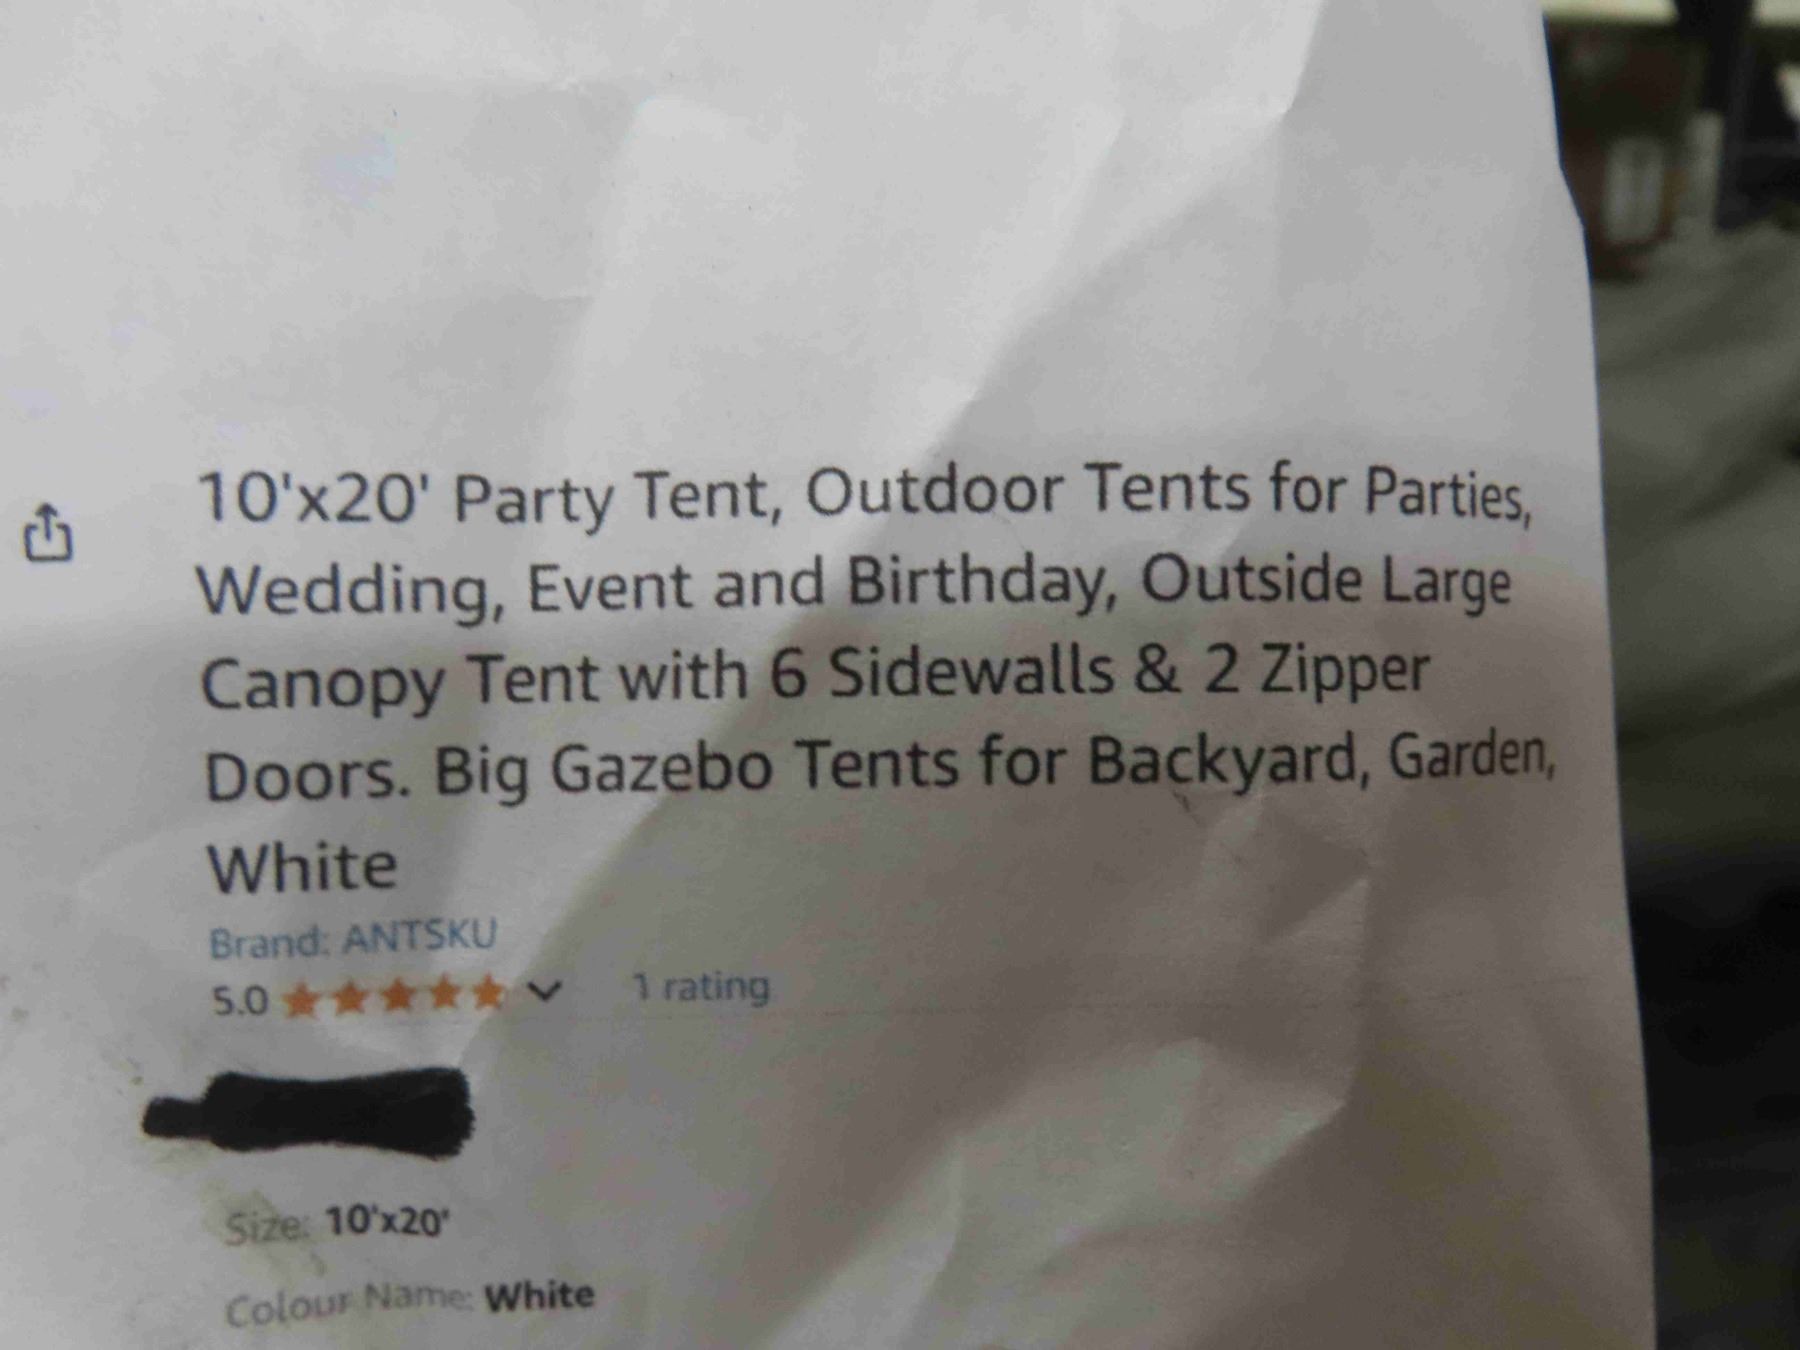 10'x20' Party Tent, Outdoor Tents for Parties,
Wedding, Event and Birthday, Outside Large
Canopy Tent with 6 Sidewalls & 2 Zipper
Doors. Big Gazebo Tents for Backyard, Garden,
White
Brand: ANTSKU
5.0 1 rating
Size: 10'x20'
Colour Name: White